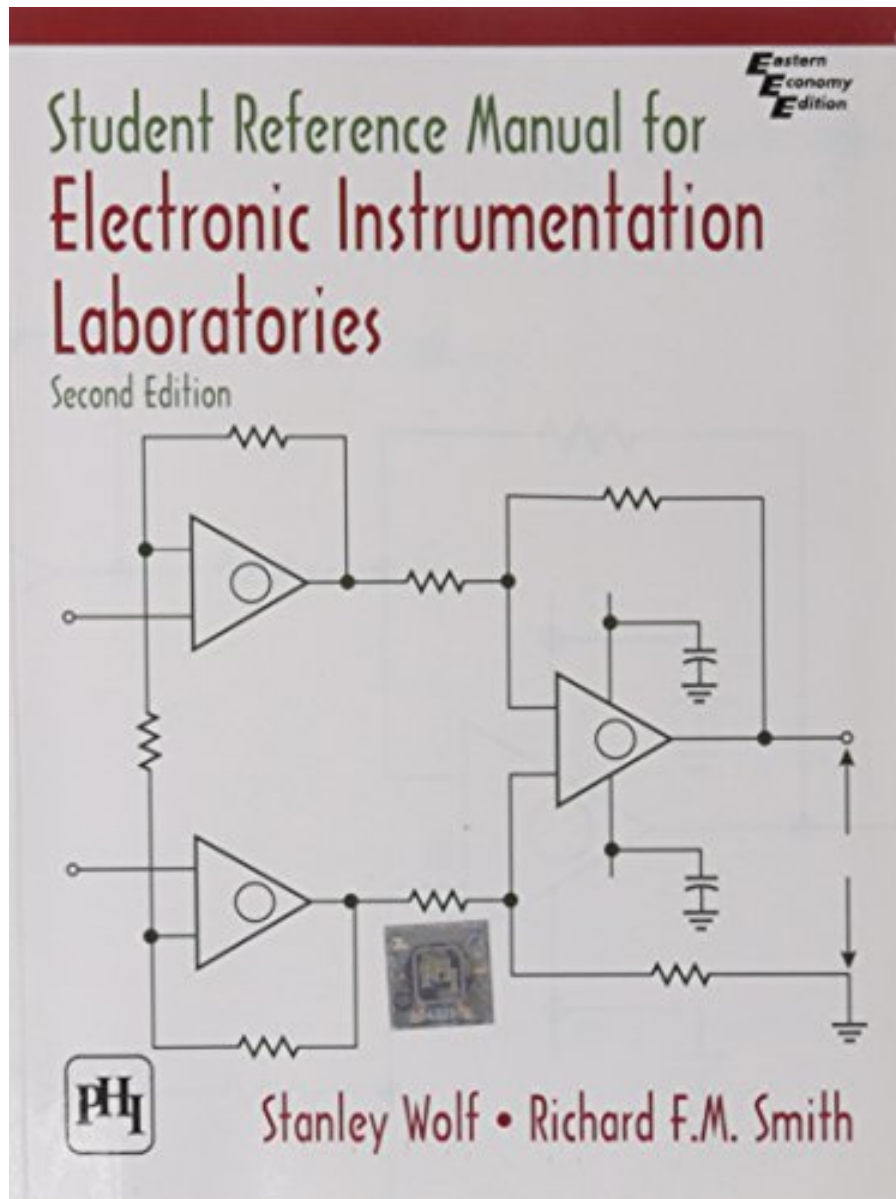 Eastern
Economy
Edition
Student Reference Manual for
Electronic Instrumentation
Laboratories
Second Edition
PHI
Stanley Wolf • Richard F.M. Smith